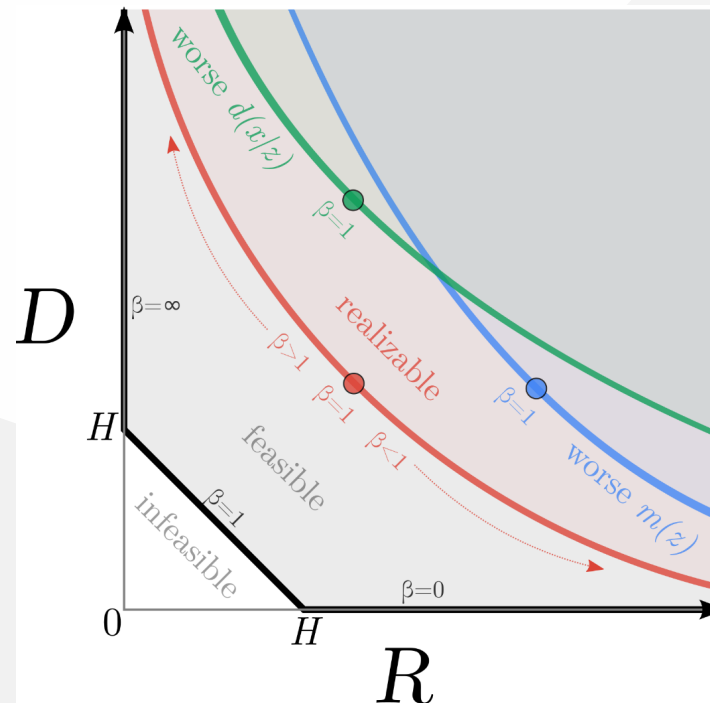 worse d(x|z)
β=1
D
β=∞
realizable
β>1
β=1
β<1
β=1
H
feasible
worse m(z)
β=1
infeasible
β=0
0
H
R